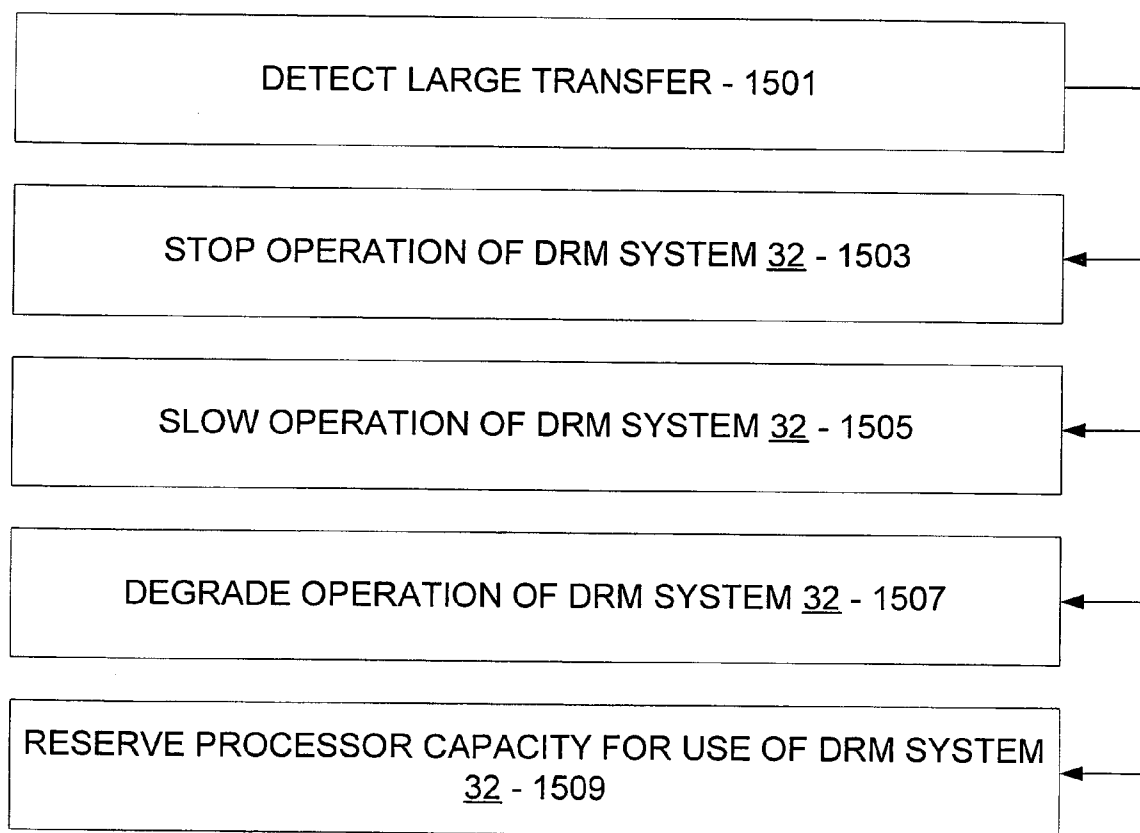 DETECT LARGE TRANSFER - 1501
STOP OPERATION OF DRM SYSTEM 32 - 1503
SLOW OPERATION OF DRM SYSTEM 32 - 1505
DEGRADE OPERATION OF DRM SYSTEM 32 - 1507
RESERVE PROCESSOR CAPACITY FOR USE OF DRM SYSTEM
32 - 1509